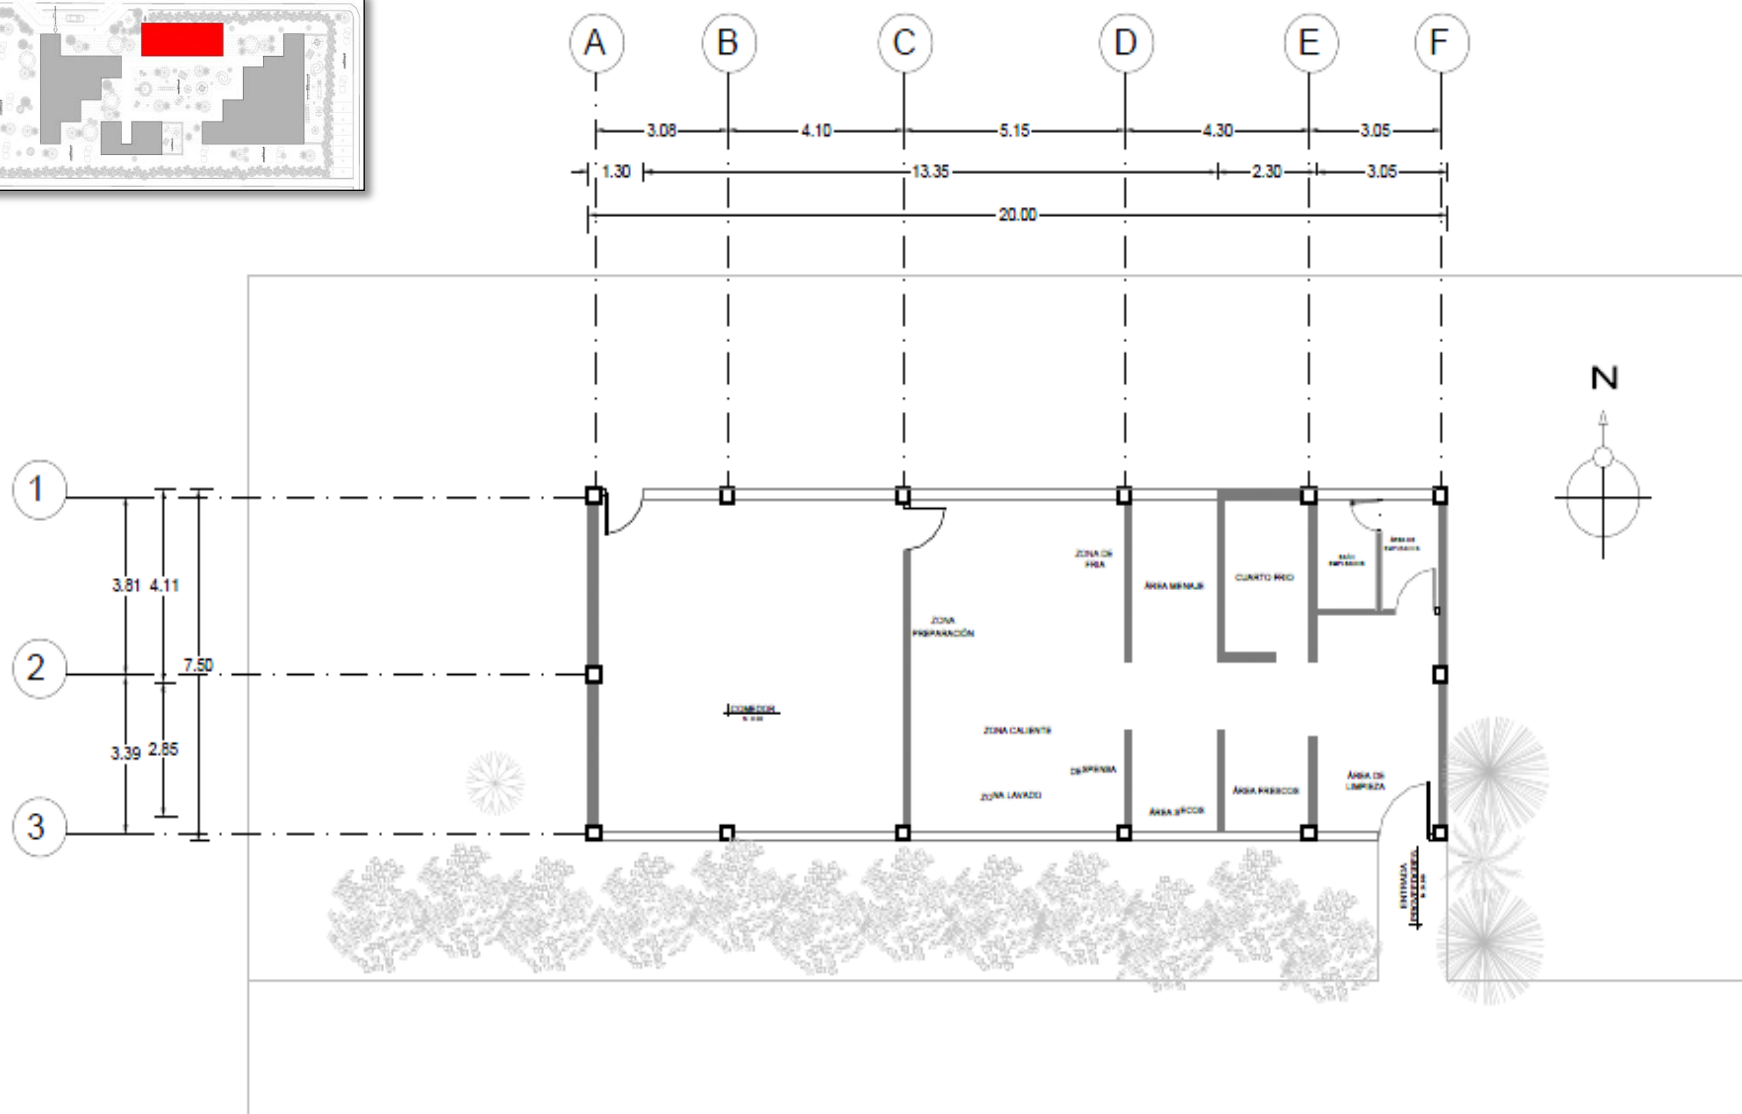 A B C D E F
3.08 4.10 5.15 4.30 3.05
1.30 13.35 2.30 3.05
20.00
N
1
2
3
3.81 4.11
7.50
3.39 2.85
ZONA DE
FRIA
ÁREA MENAJE
CUARTO FRIO
ZONA
PREPARACIÓN
COMEDOR
ZONA CALIENTE
DESPENSA
ZONA LAVADO
ÁREA SECOS
ÁREA FRESCOS
ÁREA DE
LIMPIEZA
ENTRADA
PROVEEDORES